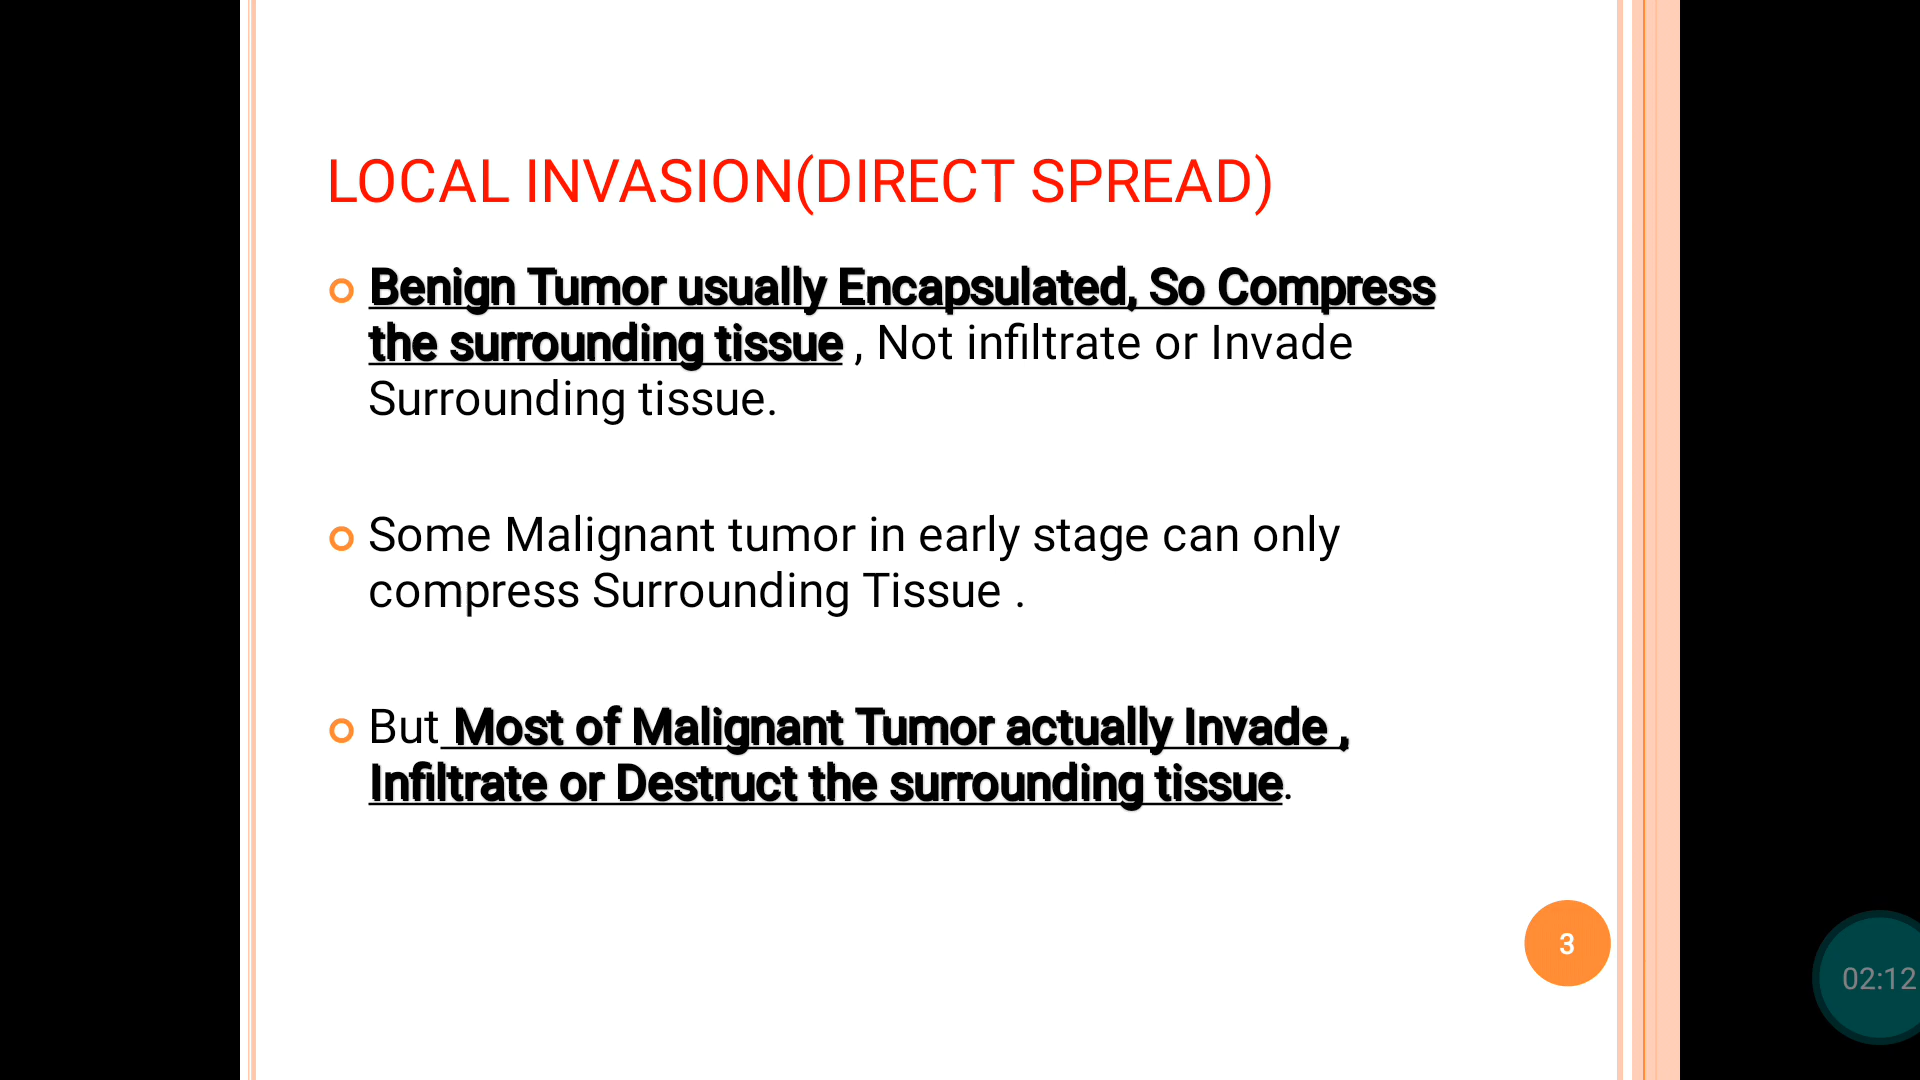 LOCAL INVASION(DIRECT SPREAD)
Benign Tumor usually Encapsulated, So Compress
the surrounding tissue , Not infiltrate or Invade
Surrounding tissue.
Some Malignant tumor in early stage can only
compress Surrounding Tissue .
But Most of Malignant Tumor actually Invade ,
Infiltrate or Destruct the surrounding tissue.
3
02:12